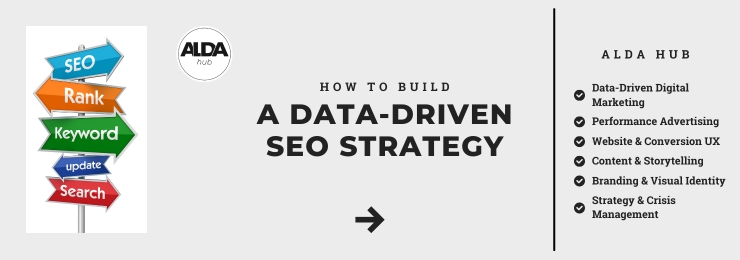 SEO
Rank
Keyword
update
Search
ALDA
hub
HOW TO BUILD
A DATA-DRIVEN
SEO STRATEGY
ALDA HUB
Data-Driven Digital
Marketing
Performance Advertising
Website & Conversion UX
Content & Storytelling
Branding & Visual Identity
Strategy & Crisis
Management